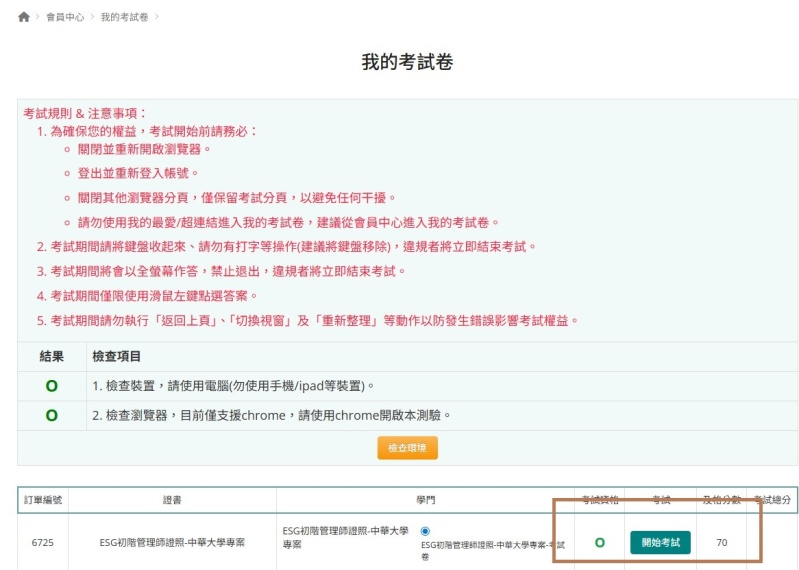 會員中心 > 我的考試卷 >
我的考試卷
考試規則 & 注意事項：
1. 為確保您的權益，考試開始前請務必：
關閉並重新開啟瀏覽器。
登出並重新登入帳號。
關閉其他瀏覽器分頁，僅保留考試分頁，以避免任何干擾。
請勿使用我的最愛/超連結進入我的考試卷，建議從會員中心進入我的考試卷。
2. 考試期間請將鍵盤收起來、請勿有打字等操作(建議將鍵盤移除)，違規者將立即結束考試。
3. 考試期間將會以全螢幕作答，禁止退出，違規者將立即結束考試。
4. 考試期間僅限使用滑鼠左鍵點選答案。
5. 考試期間請勿執行「返回上頁」、「切換視窗」及「重新整理」等動作以防發生錯誤影響考試權益。
結果 檢查項目
O 1. 檢查裝置，請使用電腦(勿使用手機/ipad等裝置)。
O 2. 檢查瀏覽器，目前僅支援chrome，請使用chrome開啟本測驗。
檢查環境
訂單編號 證書 學門 考試資格 考試 及格分數 考試總分
6725 ESG初階管理師證照-中華大學專案 ESG初階管理師證照-中華大學
專案 ESG初階管理師證照-中華大學專案-考試
卷 O 開始考試 70